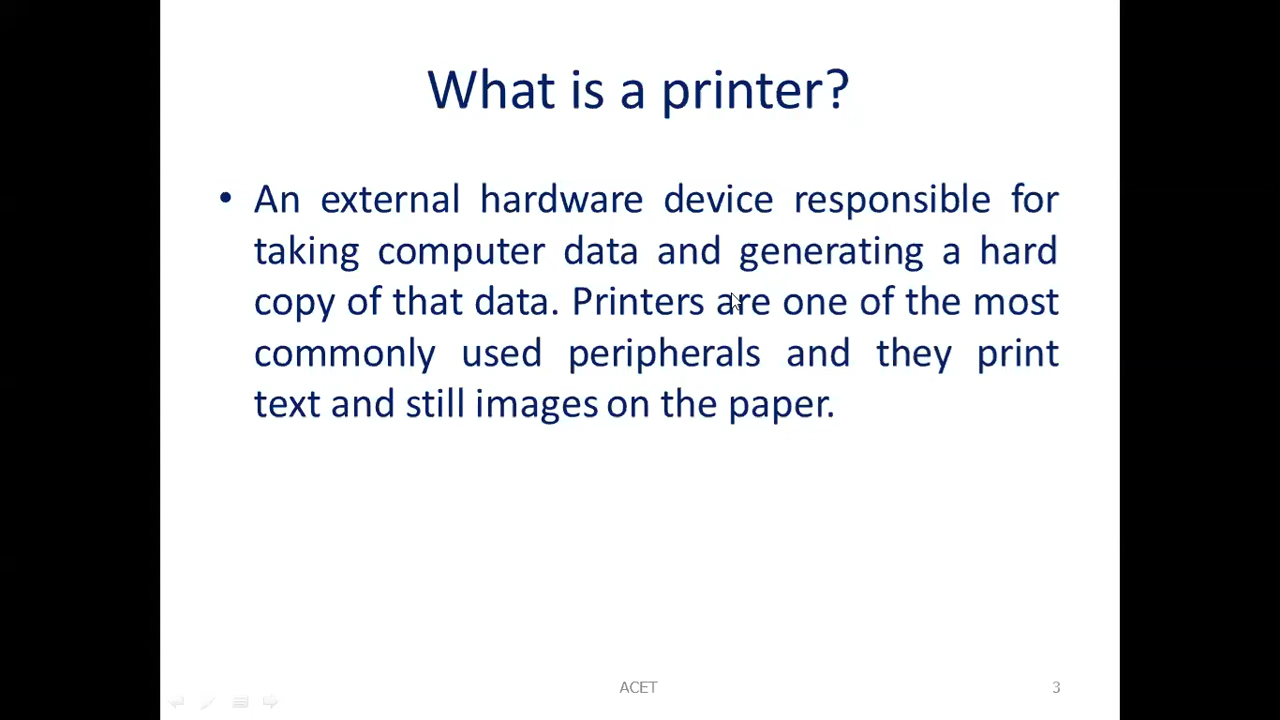 What is a printer?
• An external hardware device responsible for
taking computer data and generating a hard
copy of that data. Printers are one of the most
commonly used peripherals and they print
text and still images on the paper.
ACET
3